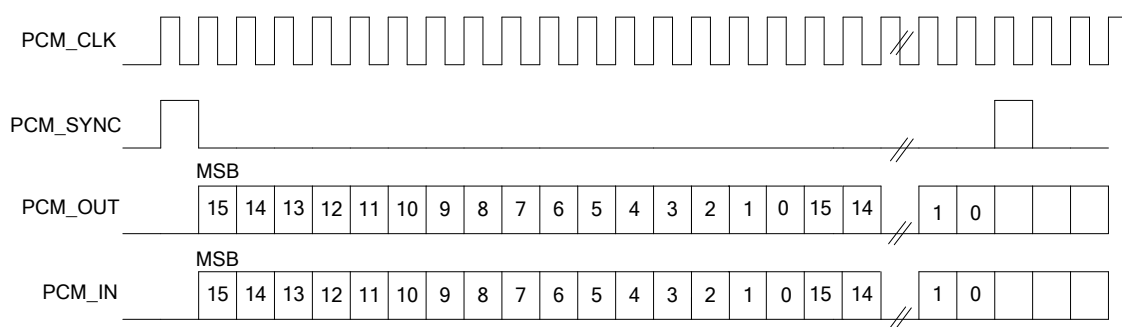 PCM_CLK
PCM_SYNC
MSB
PCM_OUT 15 14 13 12 11 10 9 8 7 6 5 4 3 2 1 0 15 14 1 0
MSB
PCM_IN 15 14 13 12 11 10 9 8 7 6 5 4 3 2 1 0 15 14 1 0